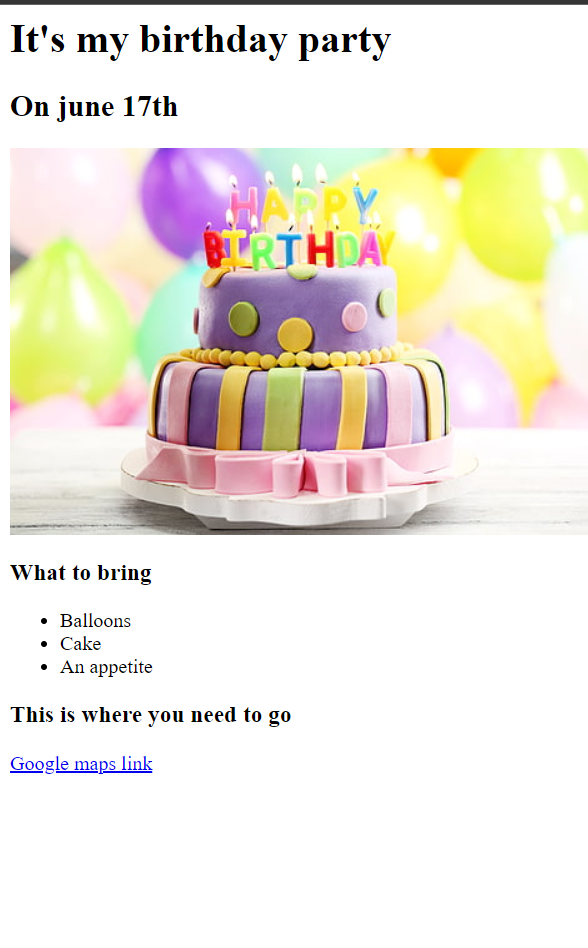 It's my birthday party
On june 17th
HAPPY
BIRTHDAY
What to bring
Balloons
Cake
An appetite
This is where you need to go
Google maps link